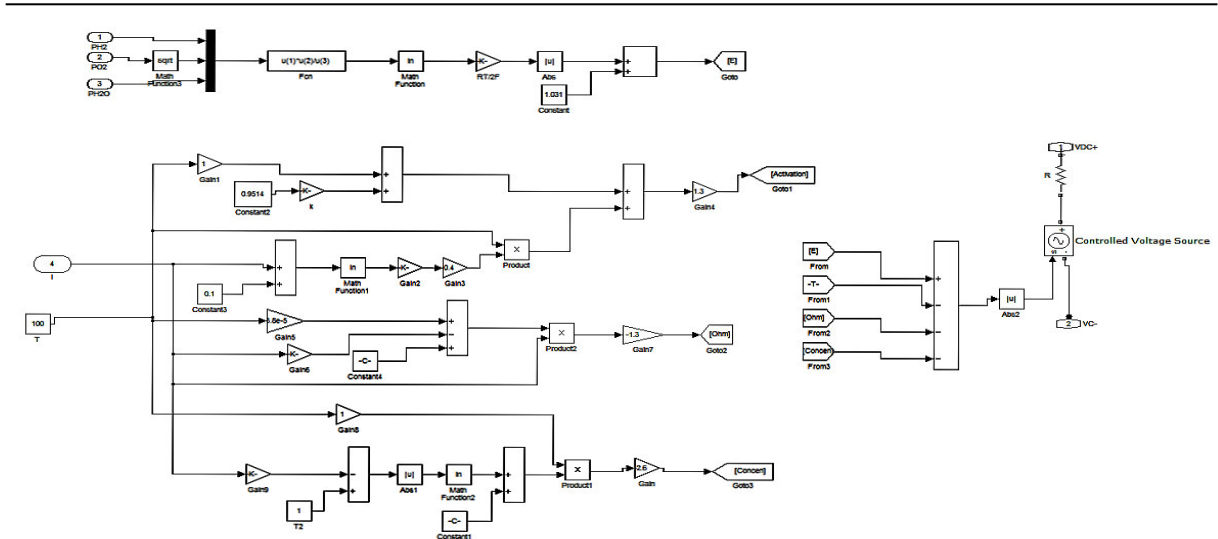 1
PH2
2
PO2
3
PH2O
sqrt
Math
Function3
u(1)*u(2)/u(3)
Fcn
ln
Math
Function
-K-
RT/2F
|u|
Abs
1.031
Constant
+
+
[E]
Goto
1
Gain1
0.9514
Constant2
-K-
k
+
+
+
+
1.3
Gain4
[Activation]
Goto1
×
Product
4
I
0.1
Constant3
+
+
ln
Math
Function1
-K-
Gain2
0.4
Gain3
100
T
Gain5
-K-
Gain6
-C-
Constant4
+
−
+
×
Product2
-1.3
Gain7
[Ohm]
Goto2
1
Gain8
-K-
Gain9
1
T2
−
+
|u|
Abs1
ln
Math
Function2
-C-
Constant1
+
+
×
Product1
2.6
Gain
[Concen]
Goto3
[E]
From
-T-
From1
[Ohm]
From2
[Concen]
From3
+
−
−
−
|u|
Abs2
1
VDC+
R
+
s
-
Controlled Voltage Source
2
VC-